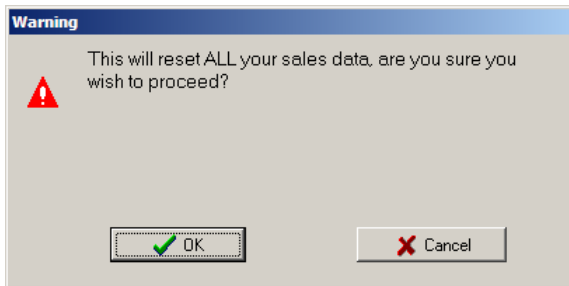 Warning
This will reset ALL your sales data, are you sure you
wish to proceed?
OK
Cancel